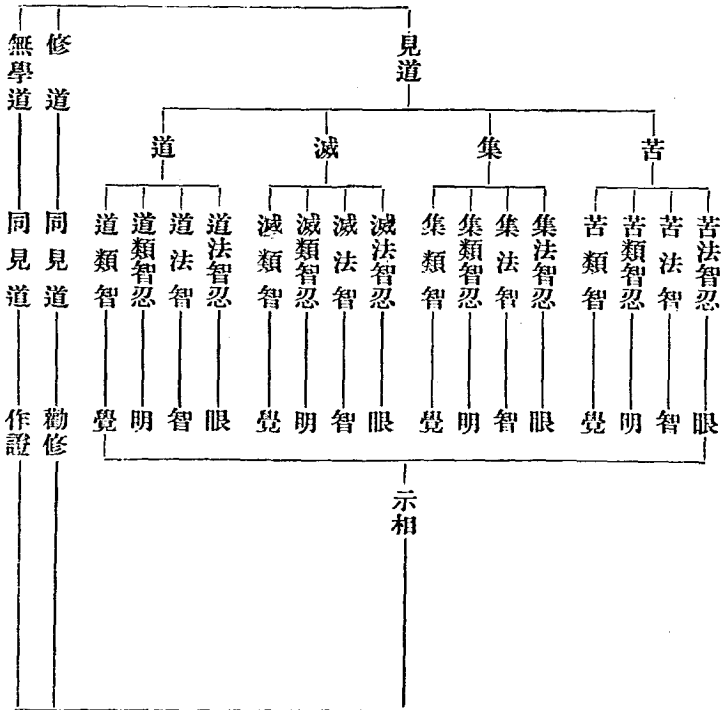 見道
苦
苦法智忍
眼
苦法智
智
苦類智忍
明
苦類智
覺
集
集法智忍
眼
集法智
智
集類智忍
明
集類智
覺
滅
滅法智忍
眼
滅法智
智
滅類智忍
明
滅類智
覺
道
道法智忍
眼
道法智
智
道類智忍
明
道類智
覺
示相
修道
同見道
勸修
無學道
同見道
作證